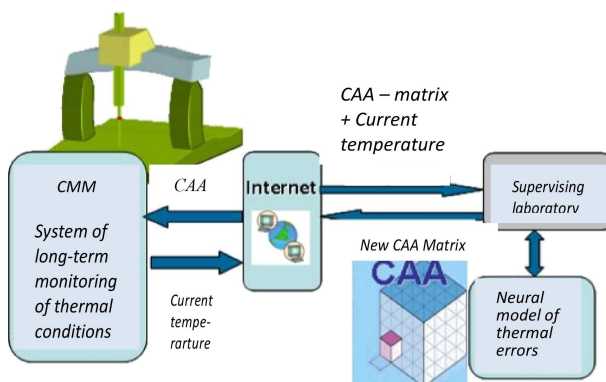 CAA – matrix
+ Current
temperature
CMM
System of
long-term
monitoring
of thermal
conditions
CAA
Internet
Supervising
laboratory
New CAA Matrix
CAA
Current
tempe-
rarture
Neural
model of
thermal
errors